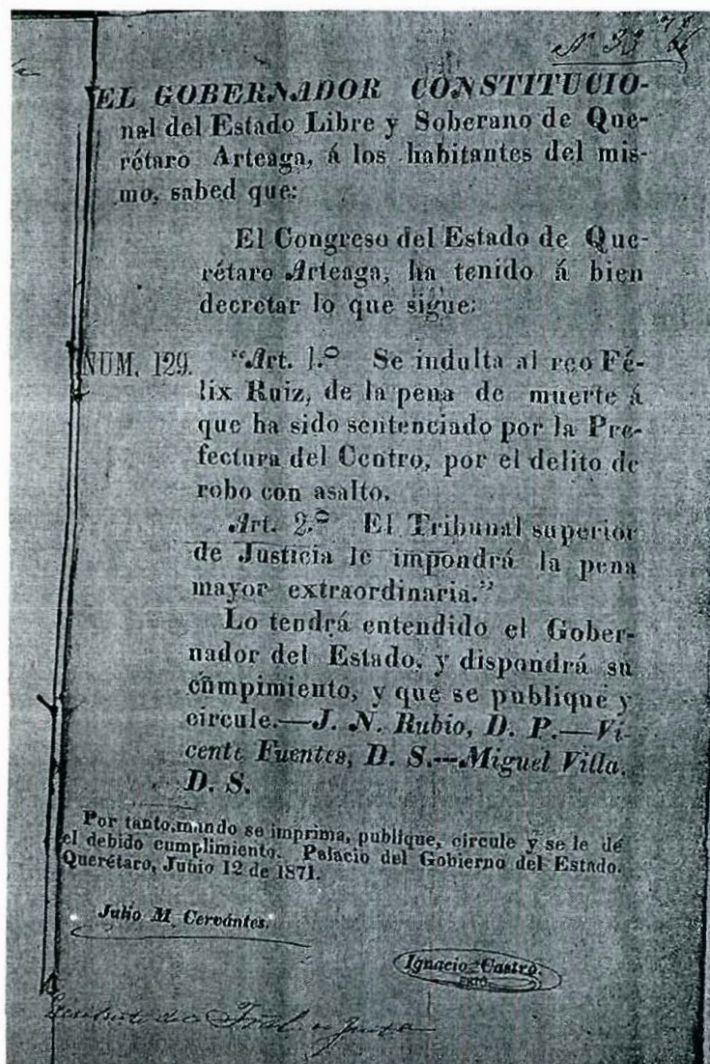 Nº 33
EL GOBERNADOR CONSTITUCIO-
nal del Estado Libre y Soberano de Que-
rétaro Arteaga, á los habitantes del mis-
mo, sabed que:
El Congreso del Estado de Que-
rétaro Arteaga, ha tenido á bien
decretar lo que sigue:
NUM. 129. "Art. 1.º Se indulta al reo Fé-
lix Ruiz, de la pena de muerte á
que ha sido sentenciado por la Pre-
fectura del Centro, por el delito de
robo con asalto.
Art. 2.º El Tribunal superior
de Justicia le impondrá la pena
mayor extraordinaria."
Lo tendrá entendido el Gober-
nador del Estado, y dispondrá su
cumpimiento, y que se publique y
circule.—J. N. Rubio, D. P.—Vi-
cente Fuentes, D. S.—Miguel Villa,
D. S.
Por tanto, mando se imprima, publique, circule y se le dé
el debido cumplimiento. Palacio del Gobierno del Estado.
Querétaro, Junio 12 de 1871.
Julio M. Cervántes.
Ignacio Castro.